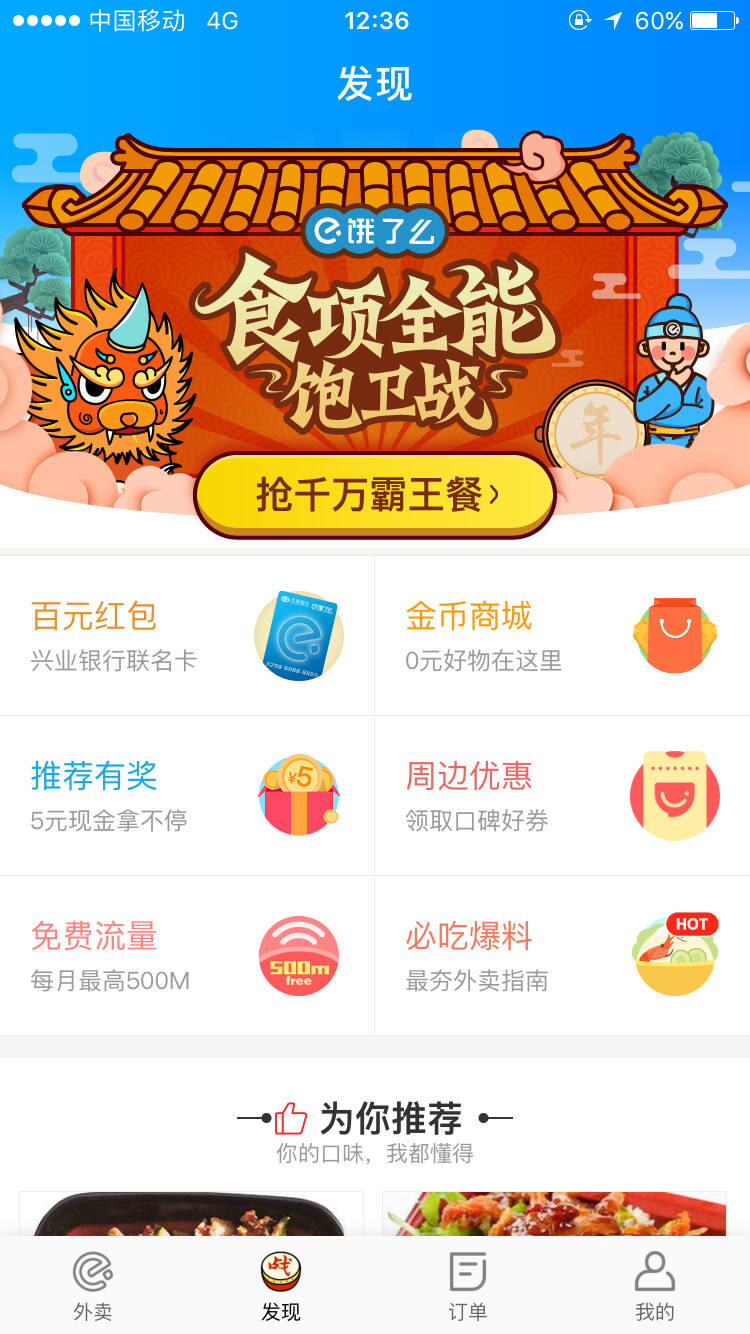 中国移动 4G 12:36 60%
发现
e饿了么
食项全能
饱卫战
年
抢千万霸王餐›
百元红包
兴业银行联名卡
金币商城
0元好物在这里
推荐有奖
5元现金拿不停
¥5
周边优惠
领取口碑好券
免费流量
每月最高500M
500m
free
必吃爆料
最夯外卖指南
HOT
为你推荐
你的口味，我都懂得
战
外卖 发现 订单 我的